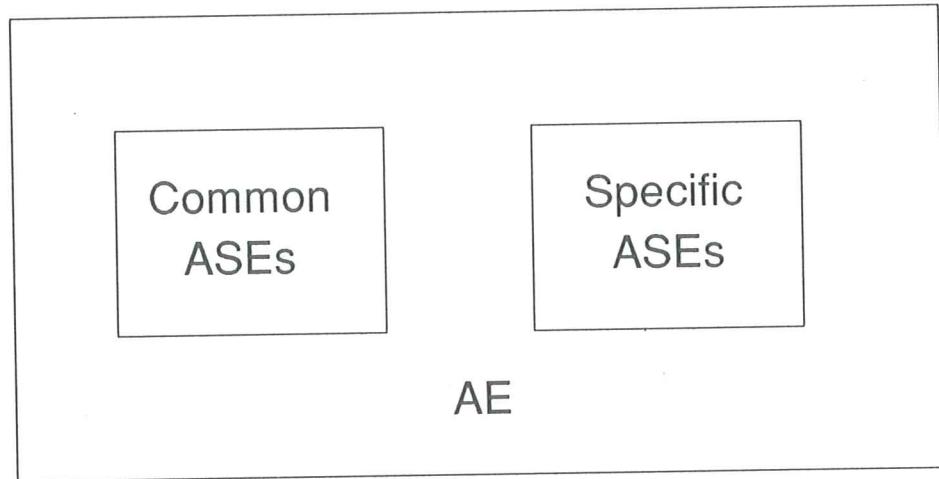 Common
ASEs
Specific
ASEs
AE